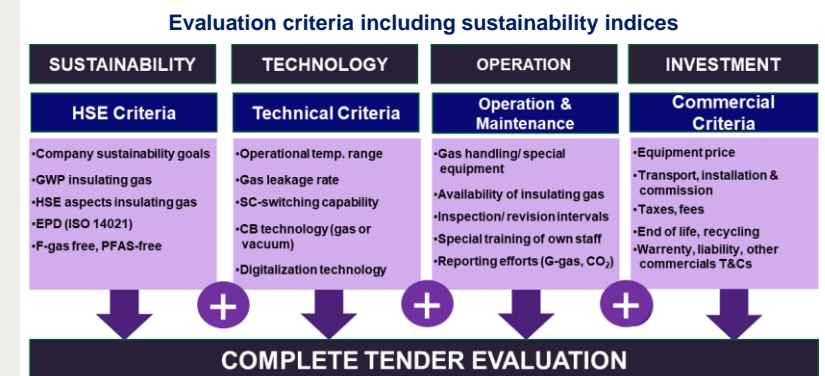 Evaluation criteria including sustainability indices
SUSTAINABILITY
HSE Criteria
•Company sustainability goals
•GWP insulating gas
•HSE aspects insulating gas
•EPD (ISO 14021)
•F-gas free, PFAS-free
TECHNOLOGY
Technical Criteria
•Operational temp. range
•Gas leakage rate
•SC-switching capability
•CB technology (gas or
vacuum)
•Digitalization technology
OPERATION
Operation &
Maintenance
•Gas handling/ special
equipment
•Availability of insulating gas
•Inspection/ revision intervals
•Special training of own staff
•Reporting efforts (G-gas, CO₂)
INVESTMENT
Commercial
Criteria
•Equipment price
•Transport, installation &
commission
•Taxes, fees
•End of life, recycling
•Warrenty, liability, other
commercials T&Cs
+
+
+
COMPLETE TENDER EVALUATION